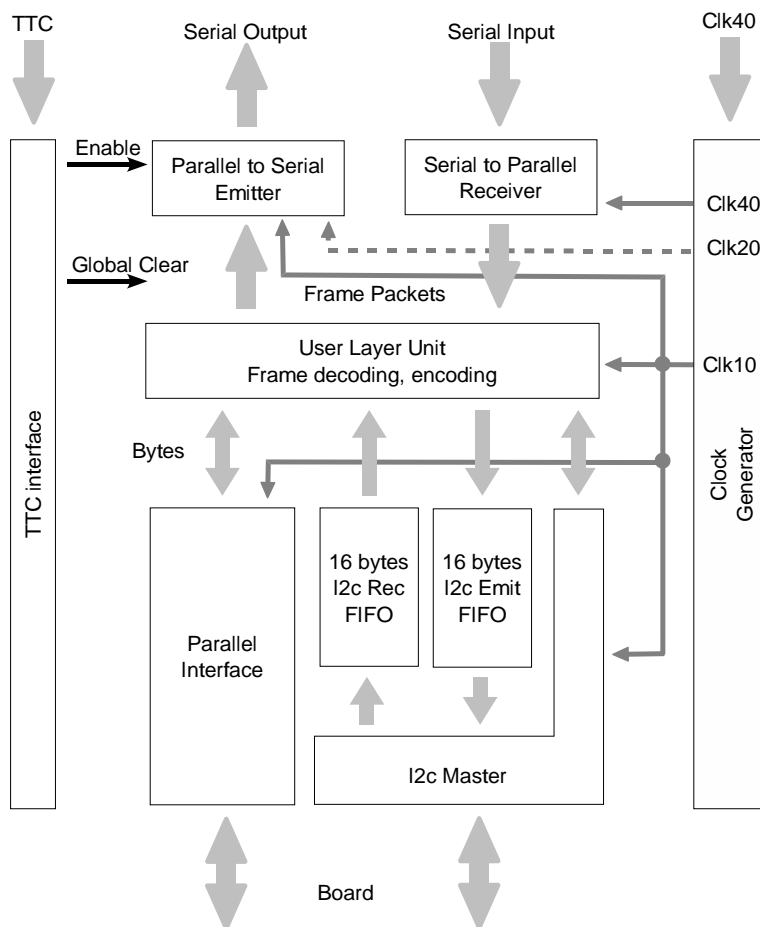 TTC
Serial Output
Serial Input
Clk40
Enable
Parallel to Serial
Emitter
Serial to Parallel
Receiver
Clk40
Clk20
Global Clear
Frame Packets
User Layer Unit
Frame decoding, encoding
Clk10
Bytes
TTC interface
Clock
Generator
16 bytes
I2c Rec
FIFO
16 bytes
I2c Emit
FIFO
Parallel
Interface
I2c Master
Board